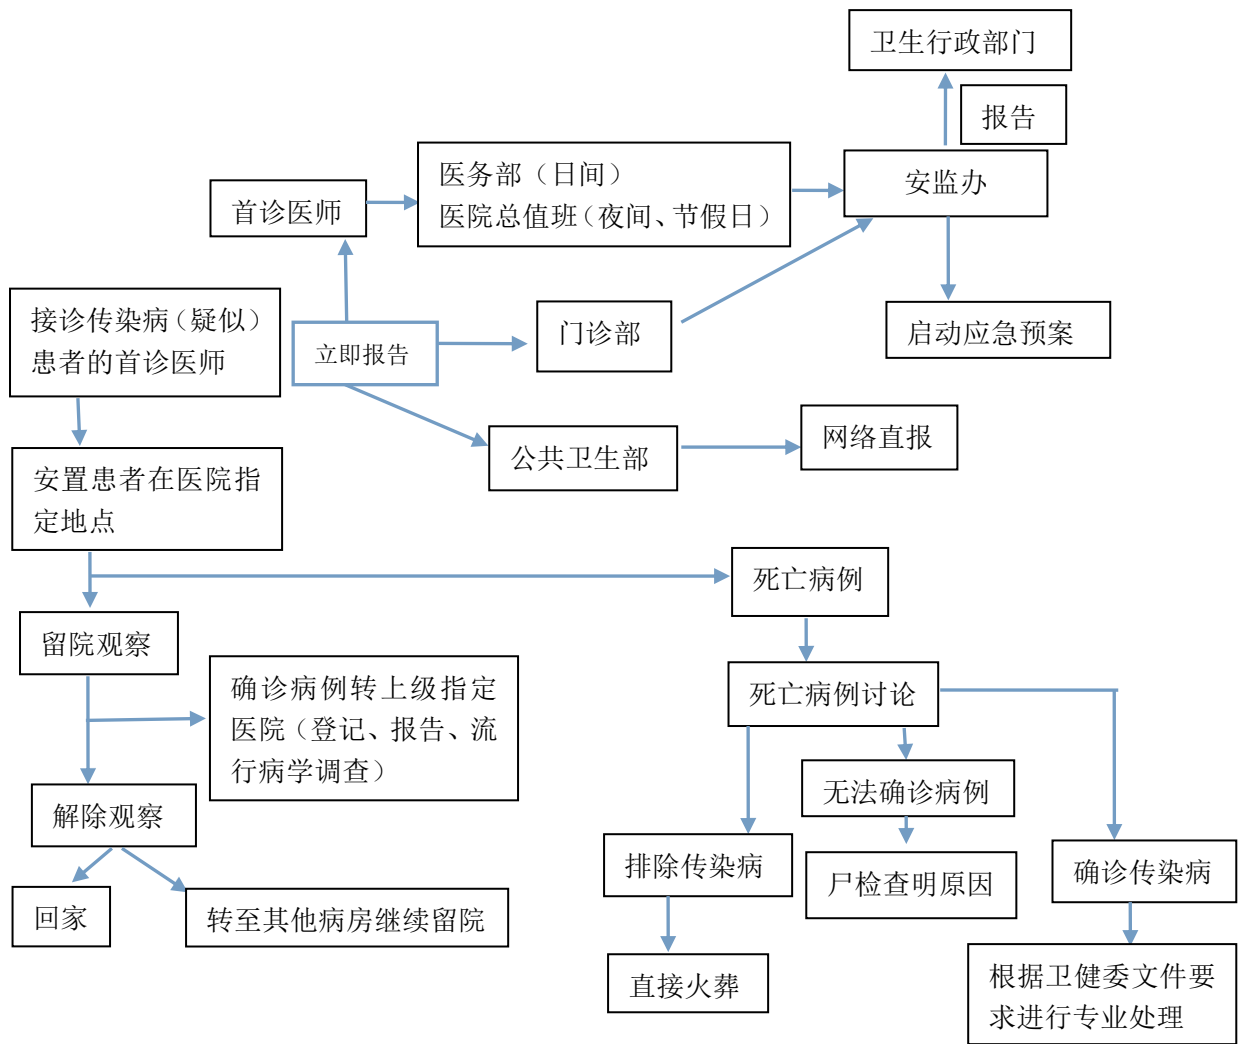 卫生行政部门
报告
医务部（日间）
医院总值班（夜间、节假日）
安监办
首诊医师
接诊传染病（疑似）
患者的首诊医师
立即报告
门诊部
启动应急预案
公共卫生部
网络直报
安置患者在医院指
定地点
死亡病例
留院观察
确诊病例转上级指定
医院（登记、报告、流
行病学调查）
死亡病例讨论
解除观察
无法确诊病例
排除传染病
尸检查明原因
确诊传染病
回家
转至其他病房继续留院
直接火葬
根据卫健委文件要
求进行专业处理